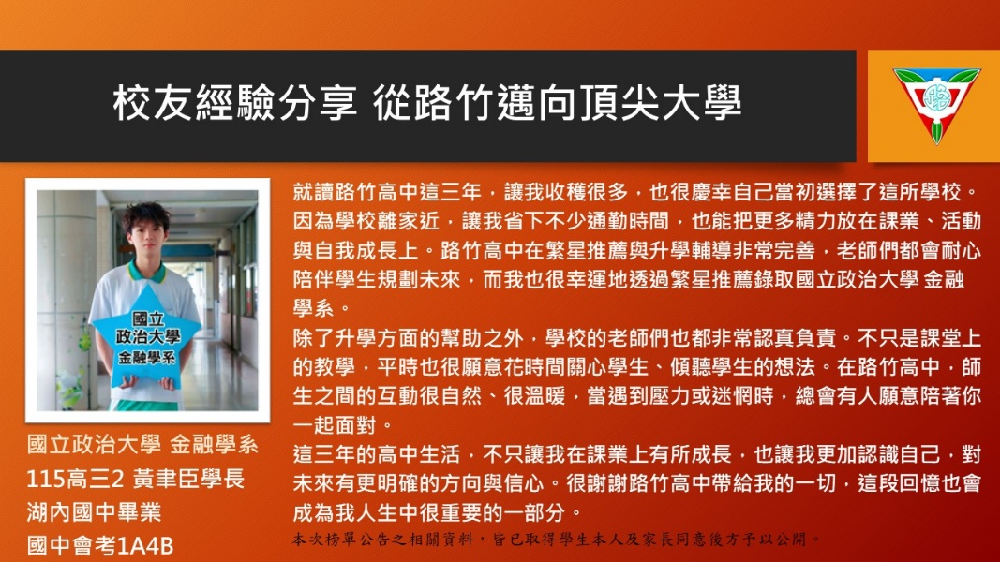 校友經驗分享 從路竹邁向頂尖大學
國立
政治大學
金融學系
國立政治大學 金融學系
115高三2 黃聿臣學長
湖內國中畢業
國中會考1A4B
就讀路竹高中這三年，讓我收穫很多，也很慶幸自己當初選擇了這所學校。
因為學校離家近，讓我省下不少通勤時間，也能把更多精力放在課業、活動
與自我成長上。路竹高中在繁星推薦與升學輔導非常完善，老師們都會耐心
陪伴學生規劃未來，而我也很幸運地透過繁星推薦錄取國立政治大學 金融
學系。
除了升學方面的幫助之外，學校的老師們也都非常認真負責。不只是課堂上
的教學，平時也很願意花時間關心學生、傾聽學生的想法。在路竹高中，師
生之間的互動很自然、很溫暖，當遇到壓力或迷惘時，總會有人願意陪著你
一起面對。
這三年的高中生活，不只讓我在課業上有所成長，也讓我更加認識自己，對
未來有更明確的方向與信心。很謝謝路竹高中帶給我的一切，這段回憶也會
成為我人生中很重要的一部分。
本次榜單公告之相關資料，皆已取得學生本人及家長同意後方予以公開。